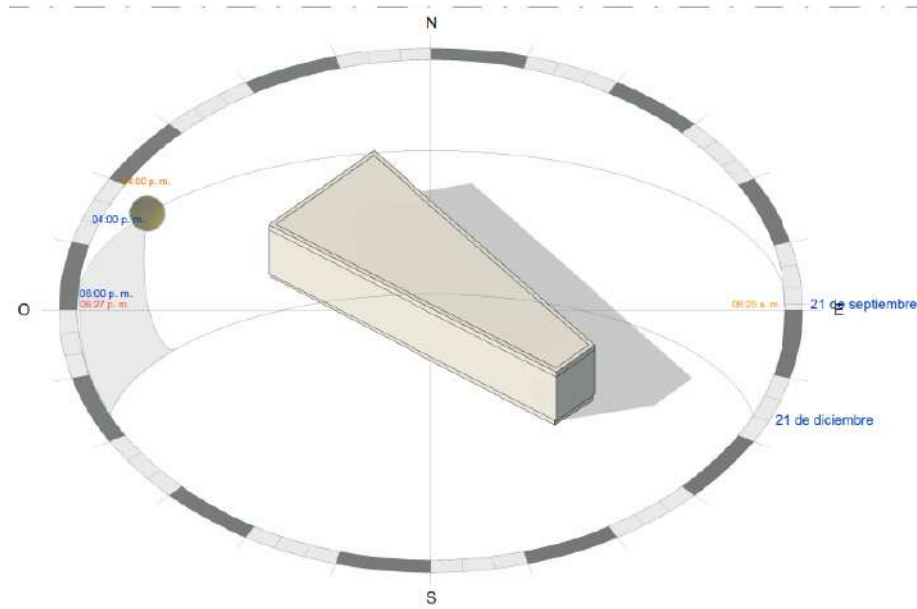 N
04:00 p. m.
04:00 p. m.
06:00 p. m.
06:27 p. m.
O
06:25 a. m.
21 de septiembre
E
21 de diciembre
S